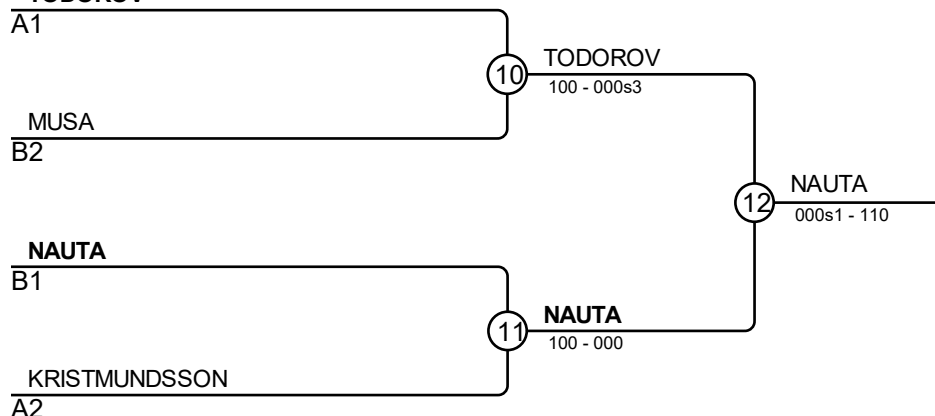 TODOROV
A1
10
TODOROV
100 - 000s3
MUSA
B2
12
NAUTA
000s1 - 110
NAUTA
B1
11
NAUTA
100 - 000
KRISTMUNDSSON
A2